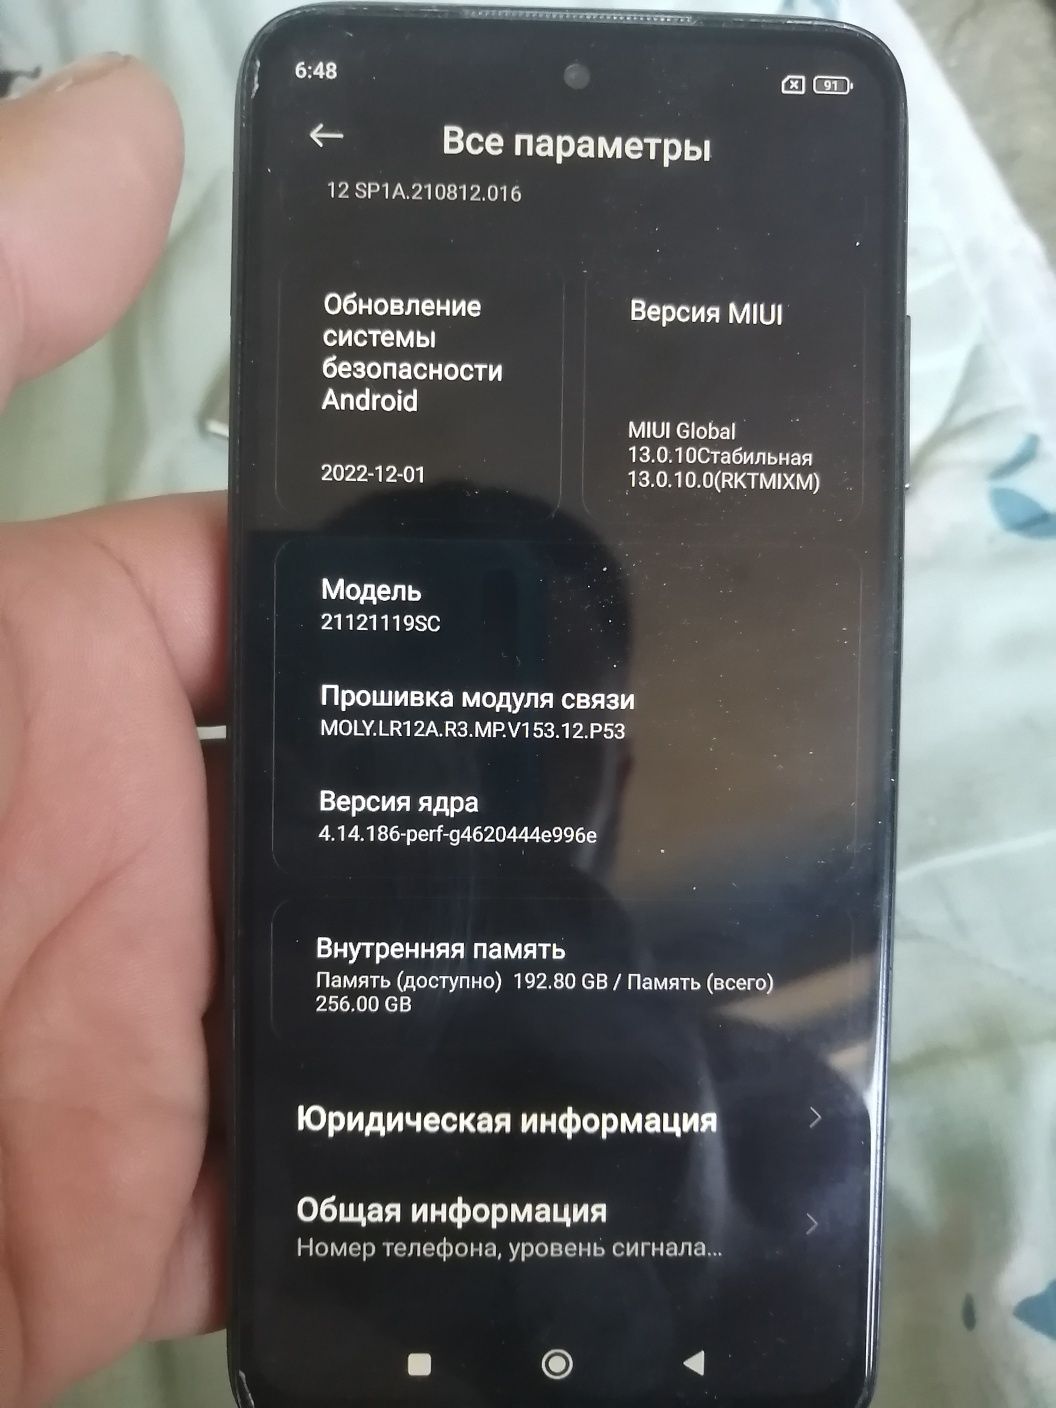 6:48
91
Все параметры
12 SP1A.210812.016
Обновление
системы
безопасности
Android
2022-12-01
Версия MIUI
MIUI Global
13.0.10Стабильная
13.0.10.0(RKTMIXM)
Модель
21121119SC
Прошивка модуля связи
MOLY.LR12A.R3.MP.V153.12.P53
Версия ядра
4.14.186-perf-g4620444e996e
Внутренняя память
Память (доступно) 192.80 GB / Память (всего)
256.00 GB
Юридическая информация
Общая информация
Номер телефона, уровень сигнала...